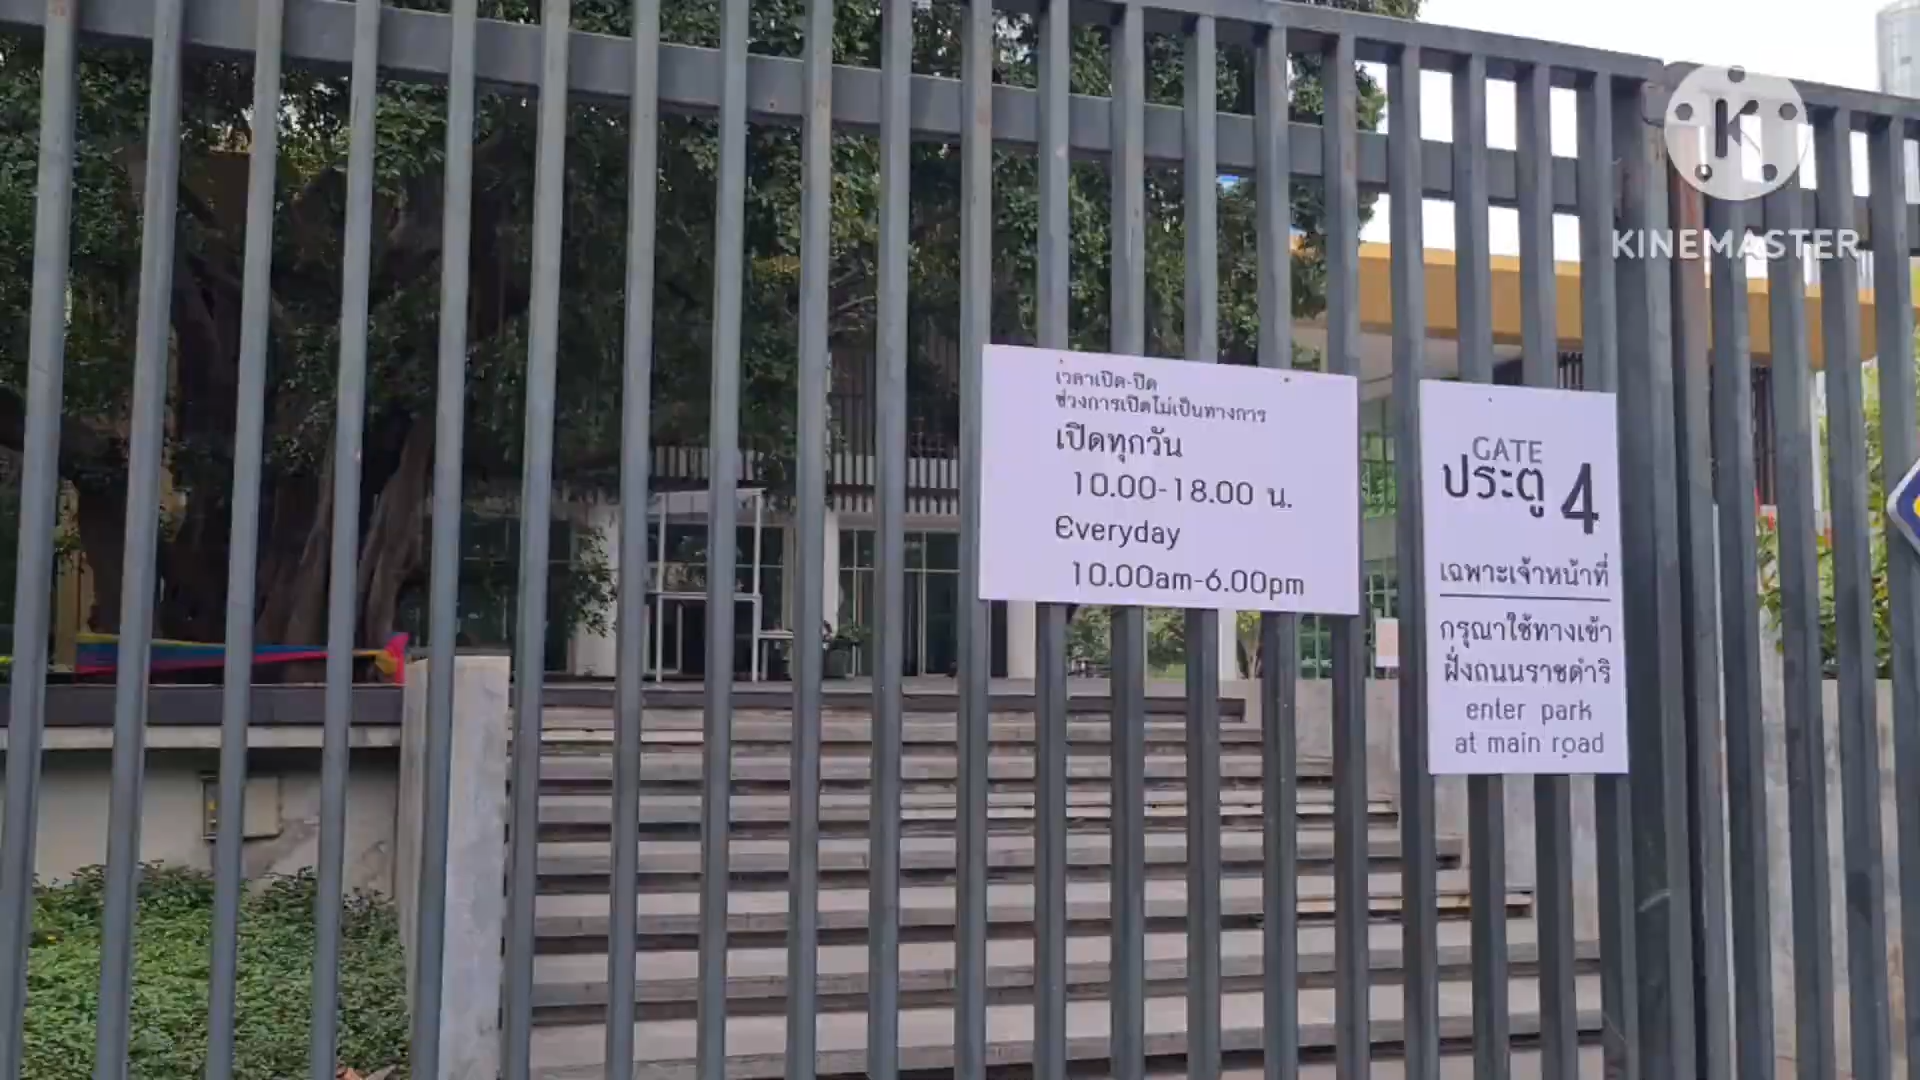 KINEMASTER
เวลาเปิด-ปิด
ช่วงการเปิดไม่เป็นทางการ
เปิดทุกวัน
10.00-18.00 น.
Everyday
10.00am-6.00pm
GATE
ประตู 4
เฉพาะเจ้าหน้าที่
กรุณาใช้ทางเข้า
ฝั่งถนนราชดำริ
enter park
at main road